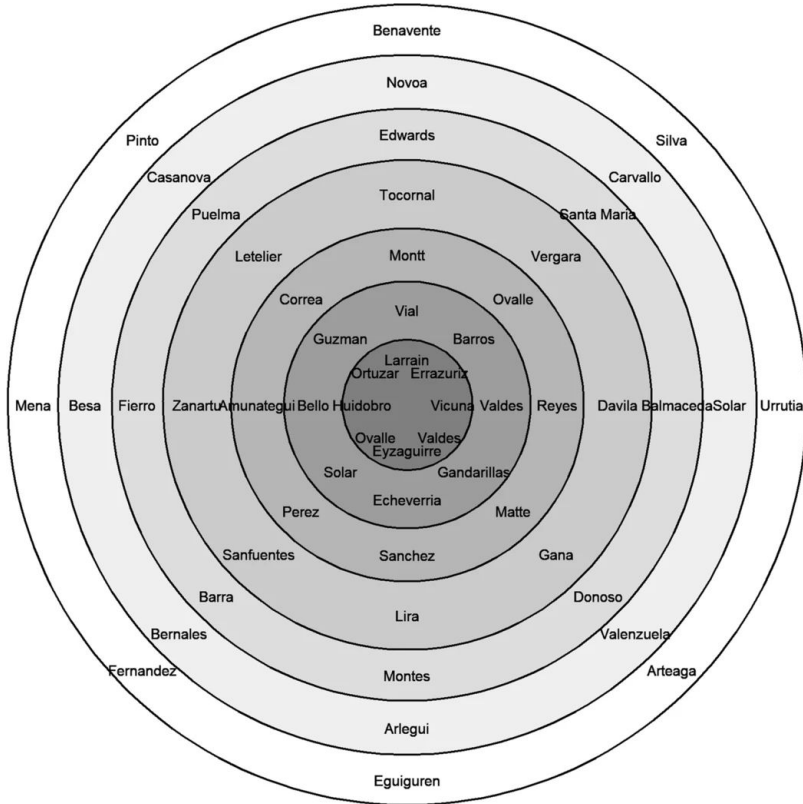 Benavente
Novoa
Pinto Edwards Silva
Casanova Carvallo
Puelma Tocornal Santa Maria
Letelier Montt Vergara
Correa Ovalle
Vial
Guzman Barros
Larrain
Ortuzar Errazuriz
Mena Besa Fierro Zanartu Amunategui Bello Huidobro Vicuna Valdes Reyes Davila Balmaceda Solar Urrutia
Ovalle Valdes
Eyzaguirre
Solar Gandarillas
Echeverria
Perez Matte
Sanfuentes Sanchez Gana
Barra Donoso
Lira
Bernales Valenzuela
Fernandez Montes Arteaga
Arlegui
Eguiguren